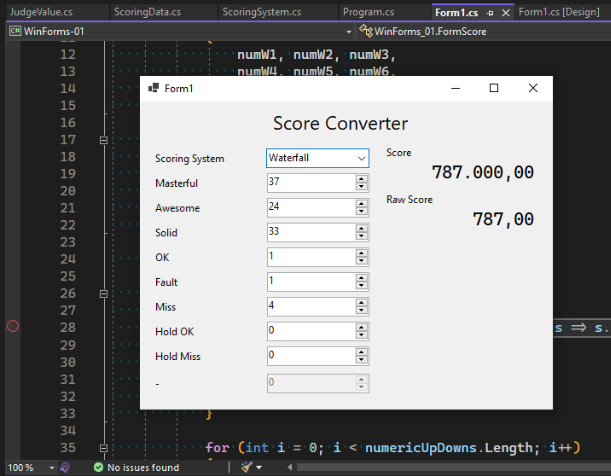 JudgeValue.cs ScoringData.cs ScoringSystem.cs Program.cs Form1.cs Form1.cs [Design]
C# WinForms-01 WinForms_01.FormScore
12 numW1, numW2, numW3,
13 numW4, numW5, numW6,
14
15
16
17
18
19
20
21
22
23
24
25
26
27
28 s => s.
29
30
31
32
33 }
34
35 for (int i = 0; i < numericUpDowns.Length; i++)
Form1
Score Converter
Scoring System Waterfall Score
787.000,00
Masterful 37
Raw Score
Awesome 24 787,00
Solid 33
OK 1
Fault 1
Miss 4
Hold OK 0
Hold Miss 0
- 0
100 % No issues found